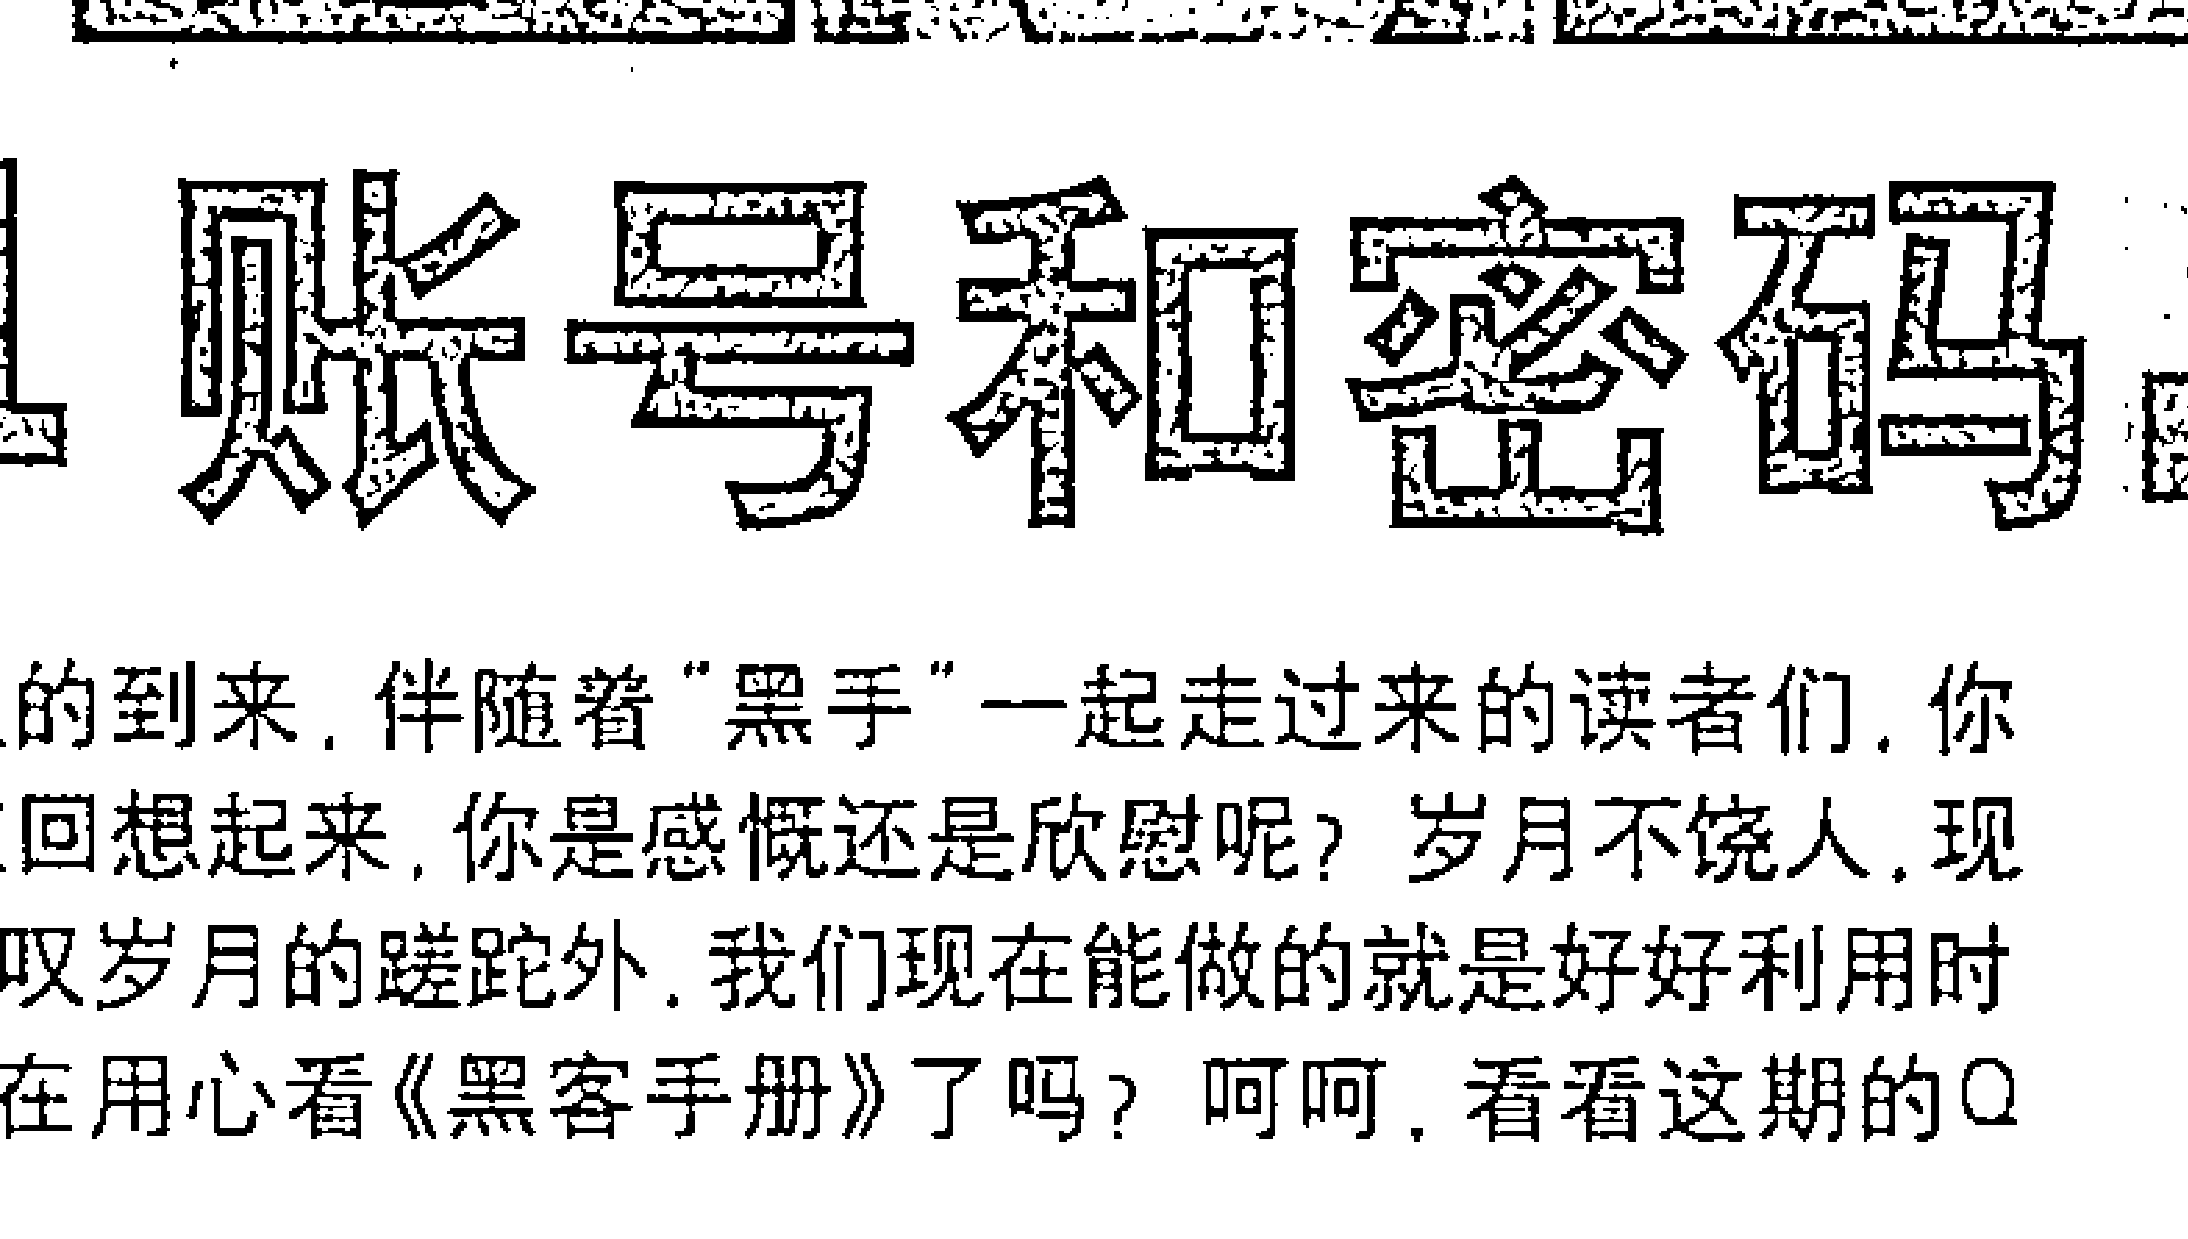 账号和密码
的到来，伴随着“黑手”一起走过来的读者们，你
回想起来，你是感慨还是欣慰呢？岁月不饶人，现
叹岁月的蹉跎外，我们现在能做的就是好好利用时
在用心看《黑客手册》了吗？呵呵，看看这期的Q